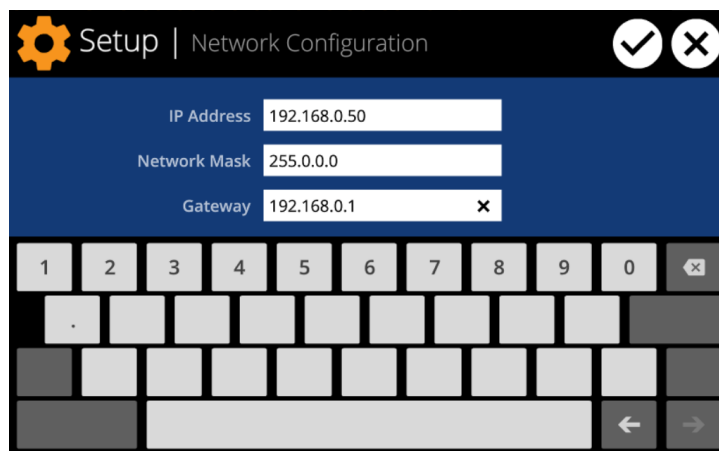 Setup | Network Configuration
IP Address 192.168.0.50
Network Mask 255.0.0.0
Gateway 192.168.0.1
1 2 3 4 5 6 7 8 9 0
.